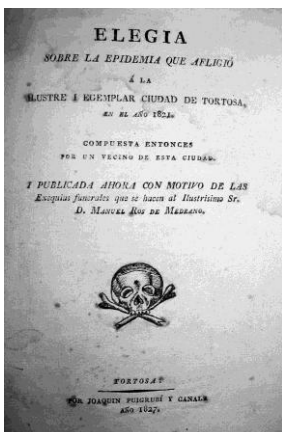 ELEGIA
SOBRE LA EPIDEMIA QUE AFLIGIÓ
Á LA
ILUSTRE I EGEMPLAR CIUDAD DE TORTOSA,
EN EL AÑO 1821.
COMPUESTA ENTONCES
POR UN VECINO DE ESTA CIUDAD.
I PUBLICADA AHORA CON MOTIVO DE LAS
Exequias funerales que se hacen al Ilustrisimo Sr.
D. MANUEL ROS DE MEDRANO.
TORTOSA:
POR JOAQUIN PUIGRUBÍ Y CANALS
AÑO 1827.